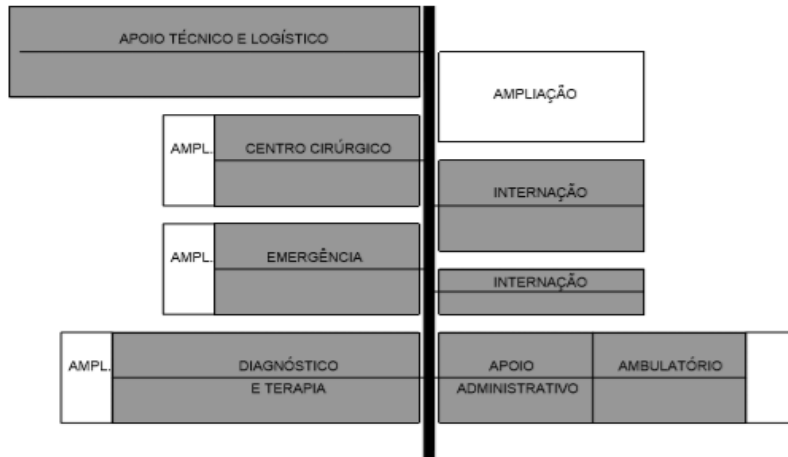 APOIO TÉCNICO E LOGÍSTICO
AMPLIAÇÃO
AMPL.
CENTRO CIRÚRGICO
INTERNAÇÃO
AMPL.
EMERGÊNCIA
INTERNAÇÃO
AMPL.
DIAGNÓSTICO
E TERAPIA
APOIO
ADMINISTRATIVO
AMBULATÓRIO